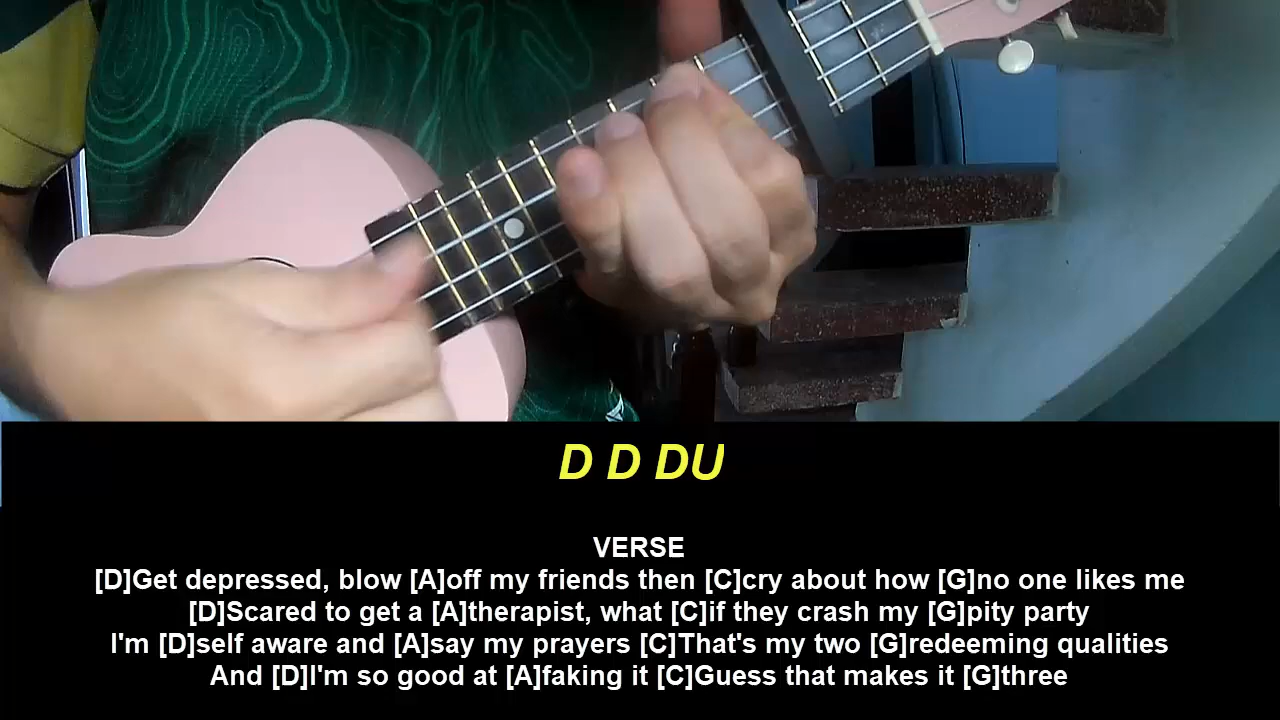 D D DU
VERSE
[D]Get depressed, blow [A]off my friends then [C]cry about how [G]no one likes me
[D]Scared to get a [A]therapist, what [C]if they crash my [G]pity party
I'm [D]self aware and [A]say my prayers [C]That's my two [G]redeeming qualities
And [D]I'm so good at [A]faking it [C]Guess that makes it [G]three